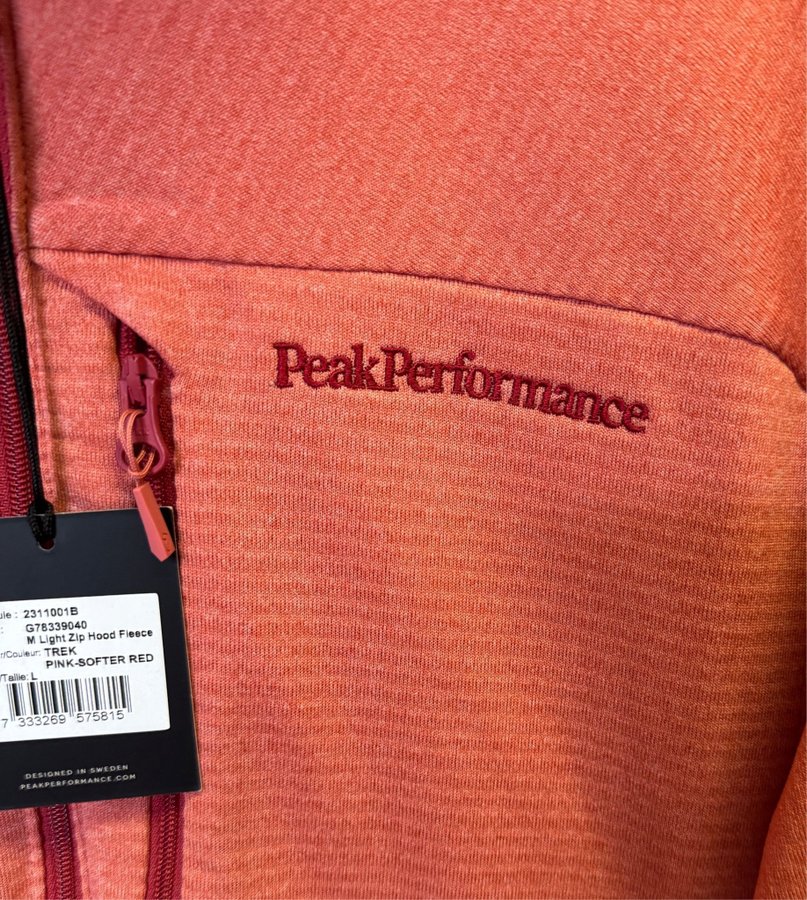 PeakPerformance
2311001B
G78339040
M Light Zip Hood Fleece
/Couleur: TREK
PINK-SOFTER RED
/Taille: L
7 333269 575815
DESIGNED IN SWEDEN
PEAKPERFORMANCE.COM